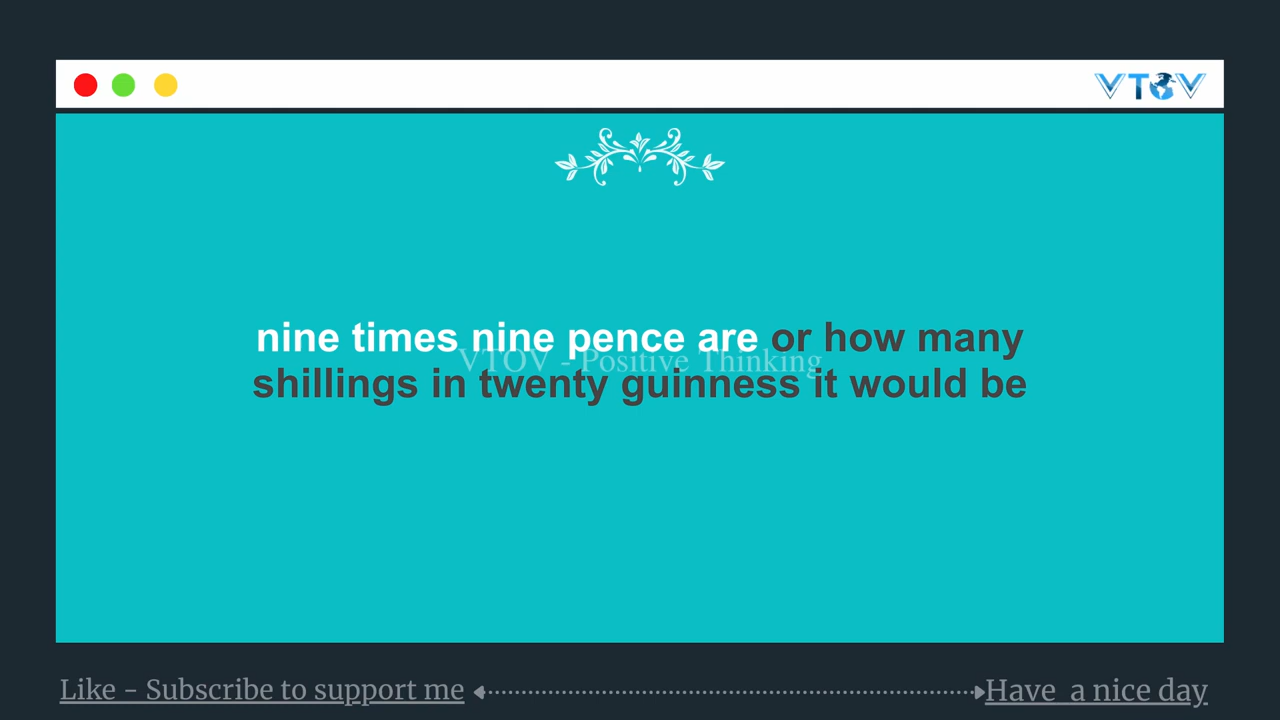 VTOV
nine times nine pence are or how many
VTOV - Positive Thinking
shillings in twenty guinness it would be
Like - Subscribe to support me
Have a nice day